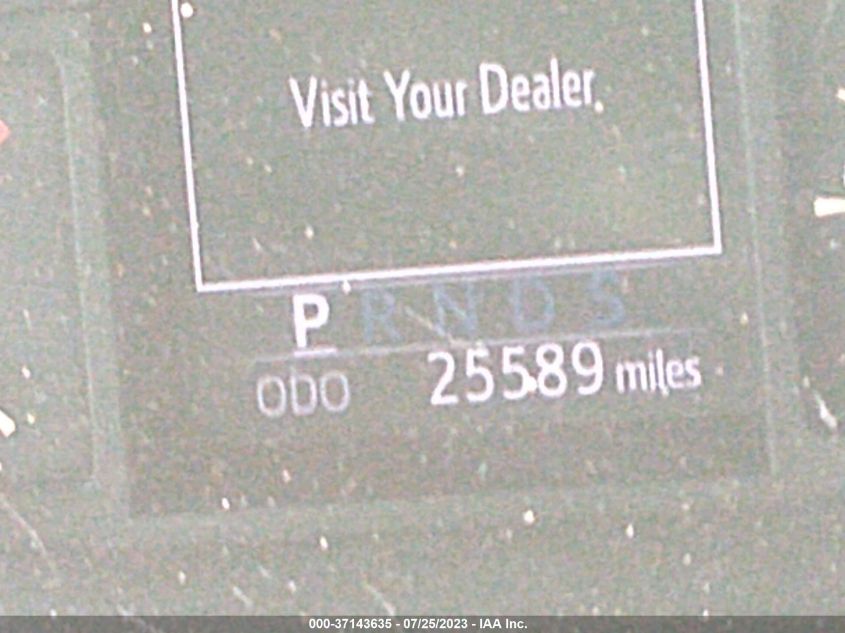 Visit Your Dealer.
P R N D S
ODO 25589 miles
000-37143635 - 07/25/2023 - IAA Inc.